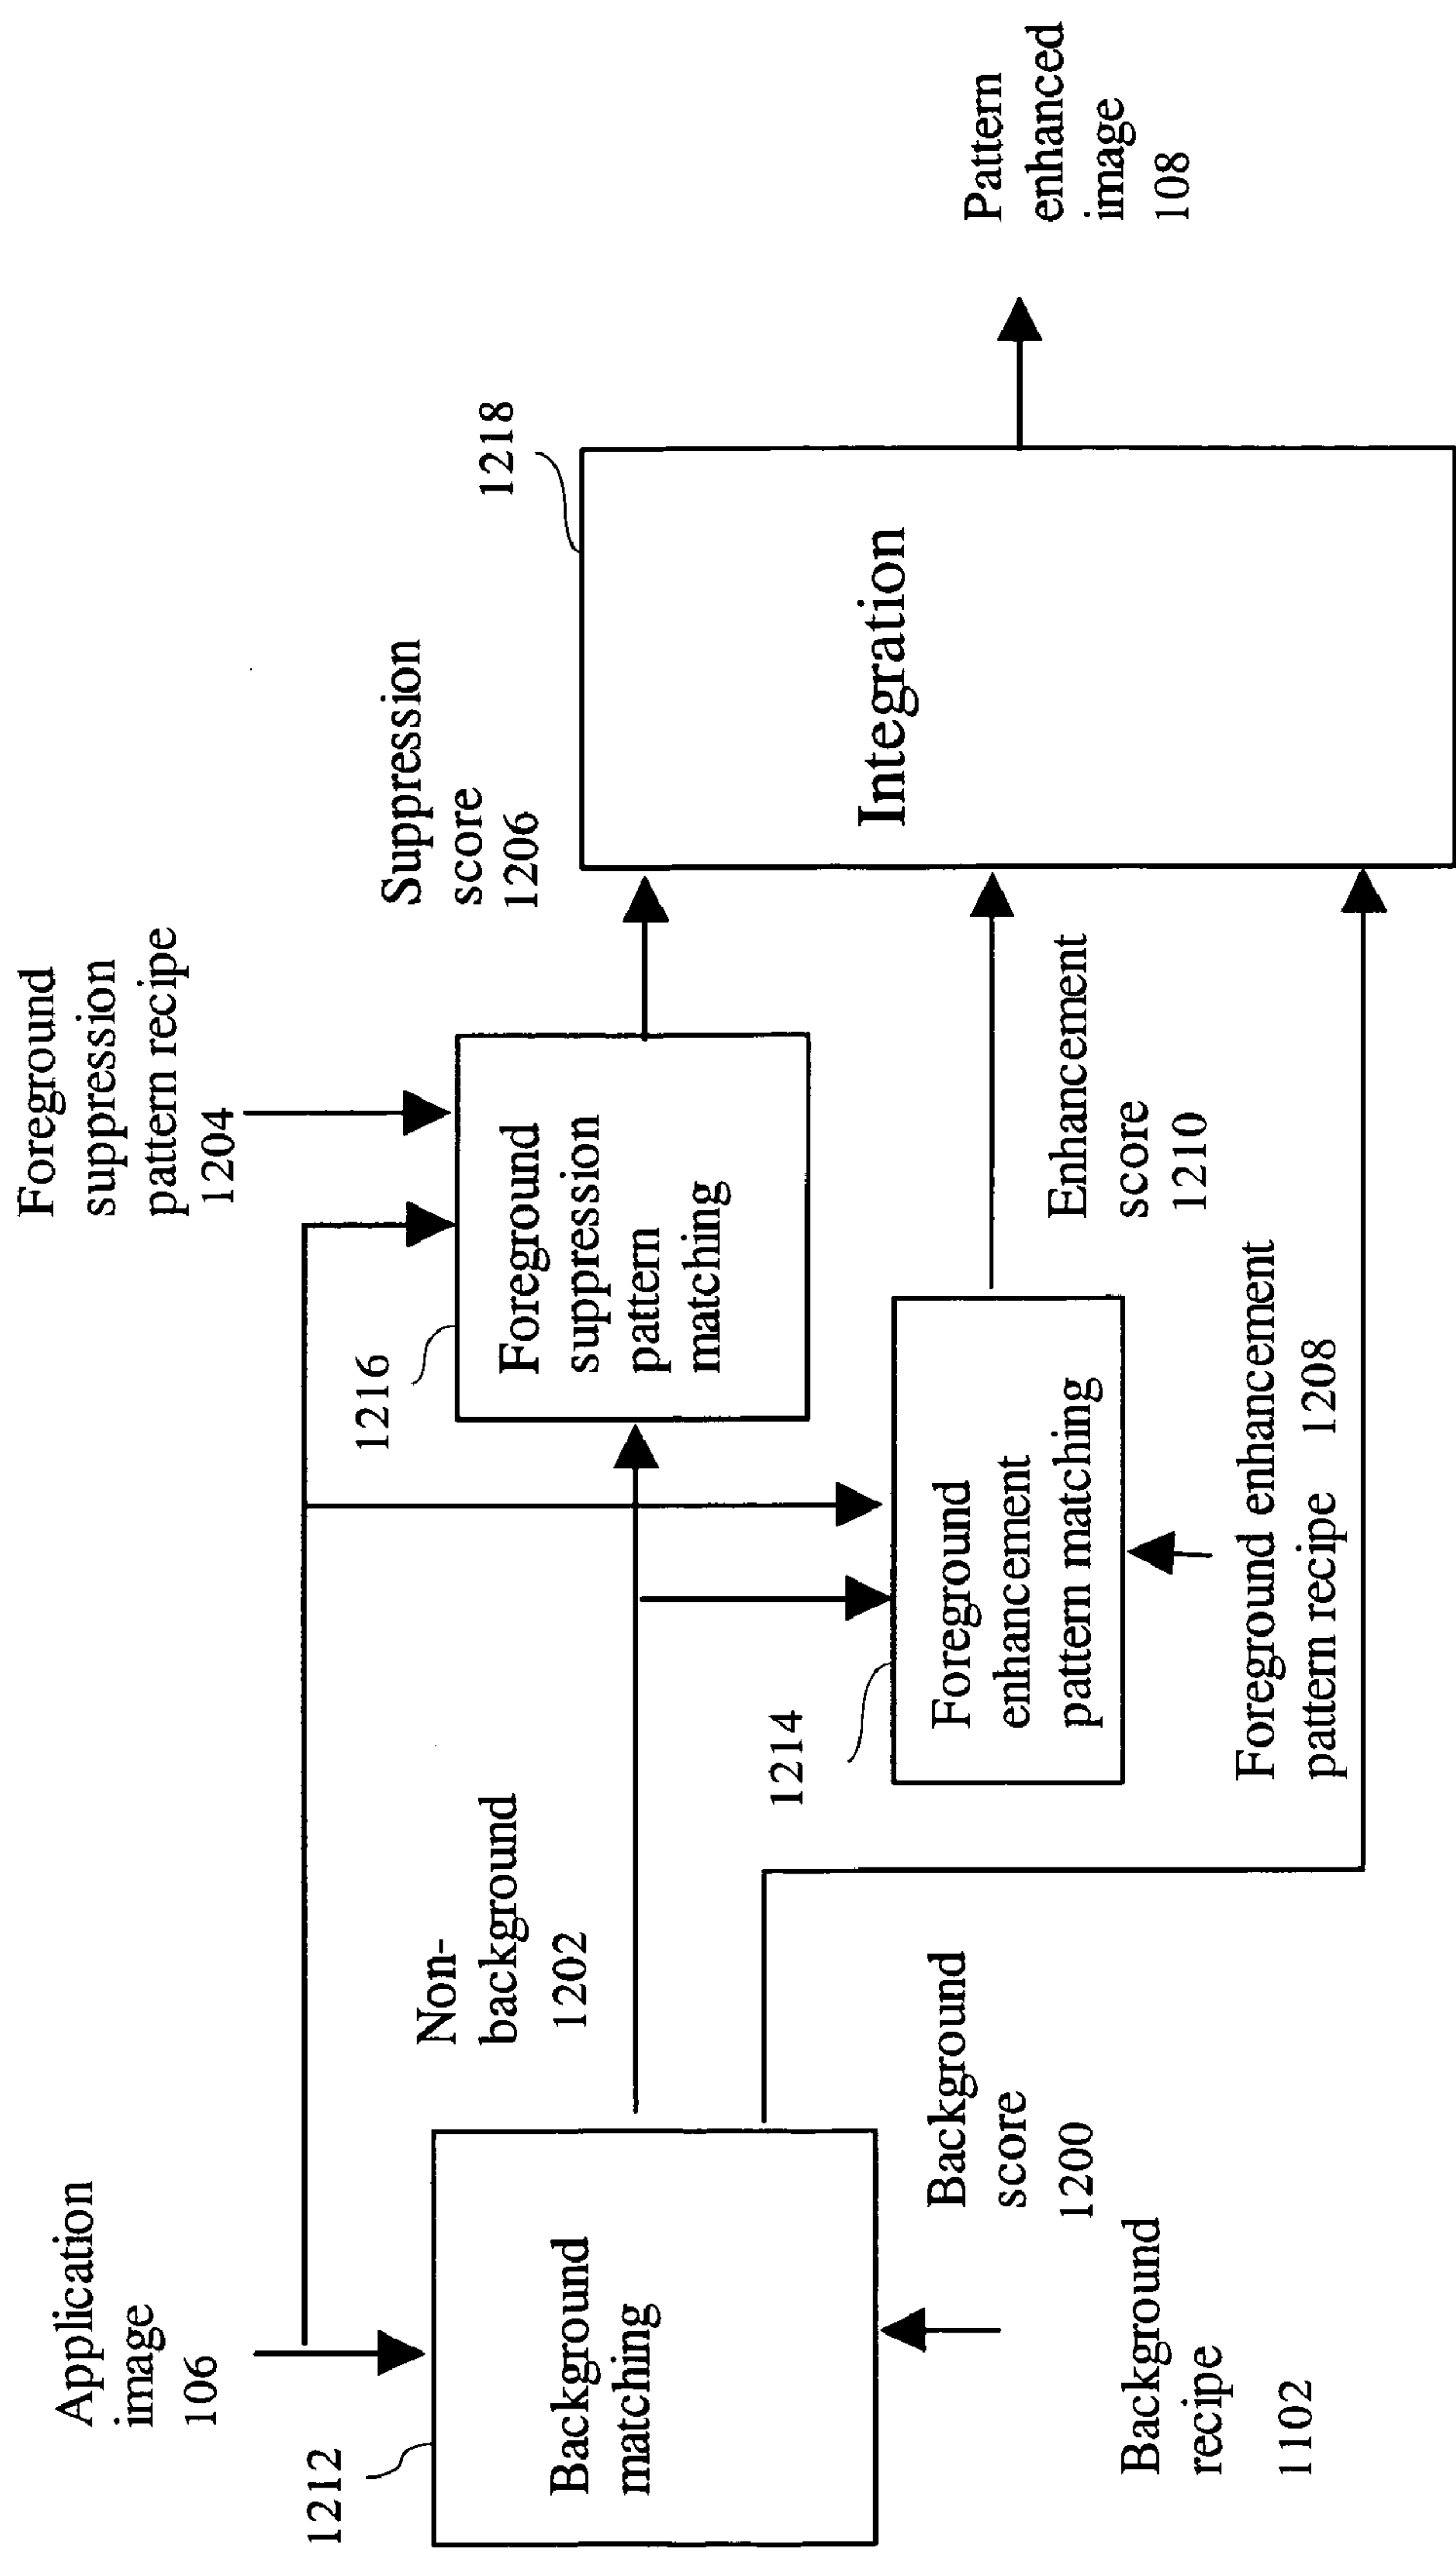 Application
image
106
1212
Background
matching
Background
recipe
1102
Background
score
1200
Non-
background
1202
Foreground
suppression
pattern recipe
1204
1216
Foreground
suppression
pattern
matching
1214
Foreground
enhancement
pattern matching
Foreground enhancement
pattern recipe 1208
Suppression
score
1206
Enhancement
score
1210
1218
Integration
Pattern
enhanced
image
108